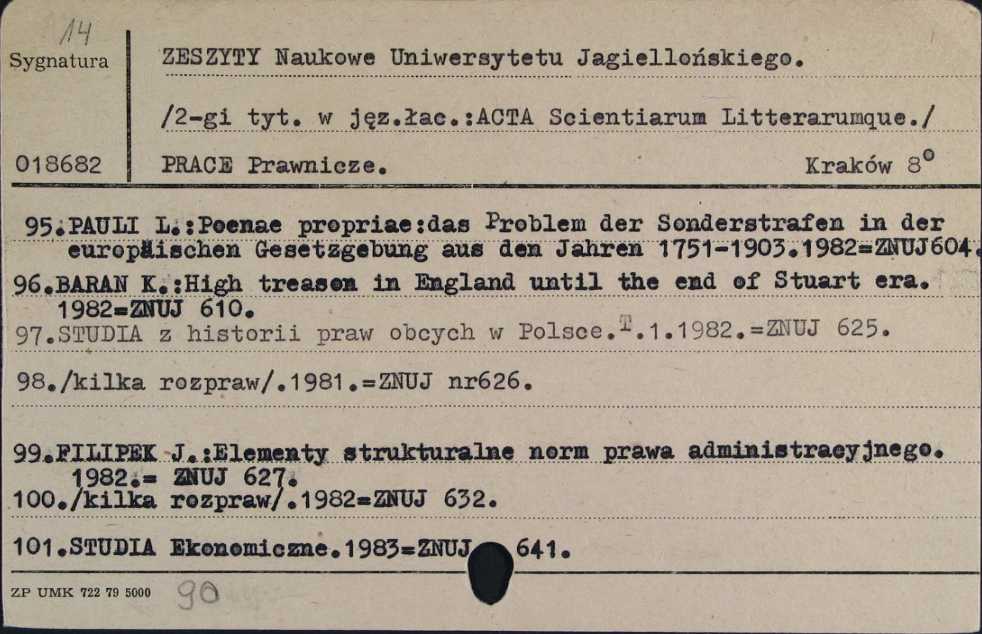 14
Sygnatura
ZESZYTY Naukowe Uniwersytetu Jagiellońskiego.
/2-gi tyt. w jęz.łac.:ACTA Scientiarum Litterarumque./
018682
PRACE Prawnicze. Kraków 8°
95.PAULI L.:Poenae propriae:das Problem der Sonderstrafen in der
europäischen Gesetzgebung aus den Jahren 1751-1903.1982=ZNUJ604.
96.BARAN K.:High treason in England until the end of Stuart era.
1982=ZNUJ 610.
97.STUDIA z historii praw obcych w Polsce.T.1.1982.=ZNUJ 625.
98./kilka rozpraw/.1981.=ZNUJ nr626.
99.FILIPEK J.:Elementy strukturalne norm prawa administracyjnego.
1982.= ZNUJ 627.
100./kilka rozpraw/.1982=ZNUJ 632.
101.STUDIA Ekonomiczne.1983=ZNUJ 641.
ZP UMK 722 79 5000
90